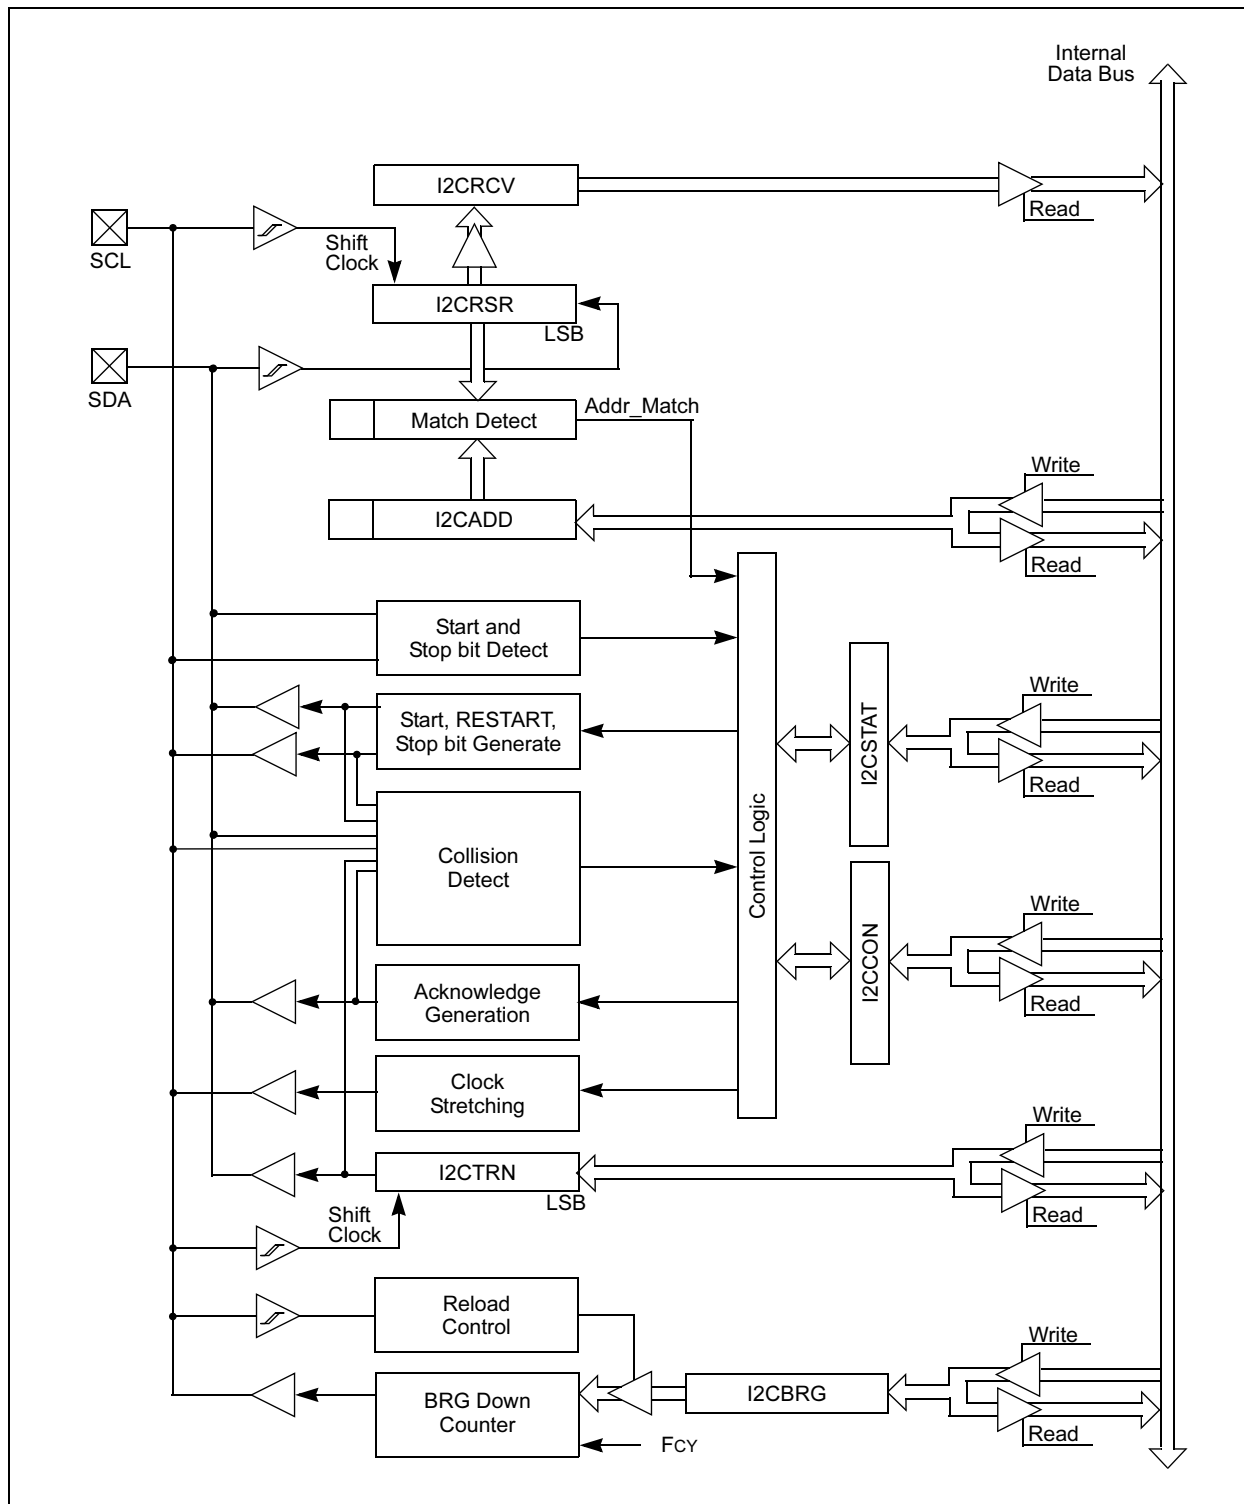 Internal
Data Bus
I2CRCV
Read
SCL
Shift
Clock
I2CRSR
LSB
SDA
Match Detect
Addr_Match
Write
I2CADD
Read
Start and
Stop bit Detect
Write
Start, RESTART,
Stop bit Generate
I2CSTAT
Read
Control Logic
Collision
Detect
Write
I2CCON
Acknowledge
Generation
Read
Clock
Stretching
Write
I2CTRN
LSB
Shift
Clock
Read
Reload
Control
Write
BRG Down
Counter
I2CBRG
Read
FCY